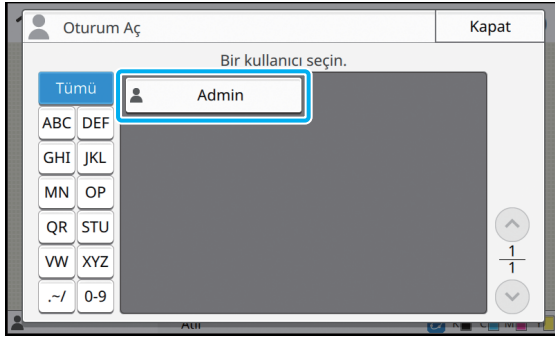 Oturum Aç
Kapat
Bir kullanıcı seçin.
Tümü
Admin
ABC DEF
GHI JKL
MN OP
QR STU
VW XYZ
.~/ 0-9
1
1
K C M Y